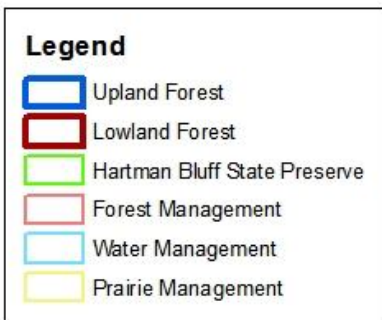 Legend
Upland Forest
Lowland Forest
Hartman Bluff State Preserve
Forest Management
Water Management
Prairie Management